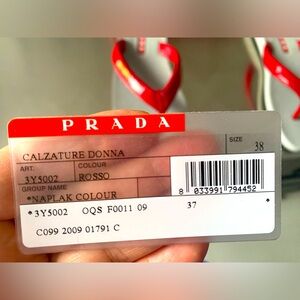 PRADA
CALZATURE DONNA
SIZE 38
ART. COLOUR
3Y5002 ROSSO
GROUP NAME
*NAPLAK COLOUR
8 033991 794452
*3Y5002 OQS F0011 09 37 *
C099 2009 01791 C